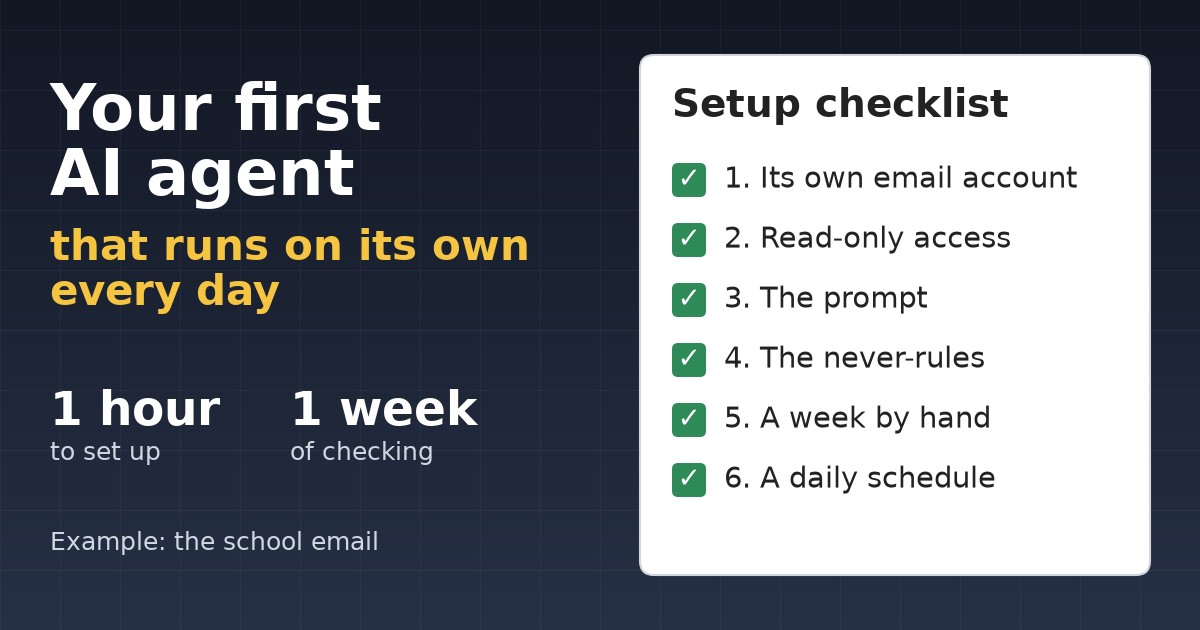 Your first
AI agent
that runs on its own
every day
1 hour
to set up
1 week
of checking
Example: the school email
Setup checklist
✓ 1. Its own email account
✓ 2. Read-only access
✓ 3. The prompt
✓ 4. The never-rules
✓ 5. A week by hand
✓ 6. A daily schedule